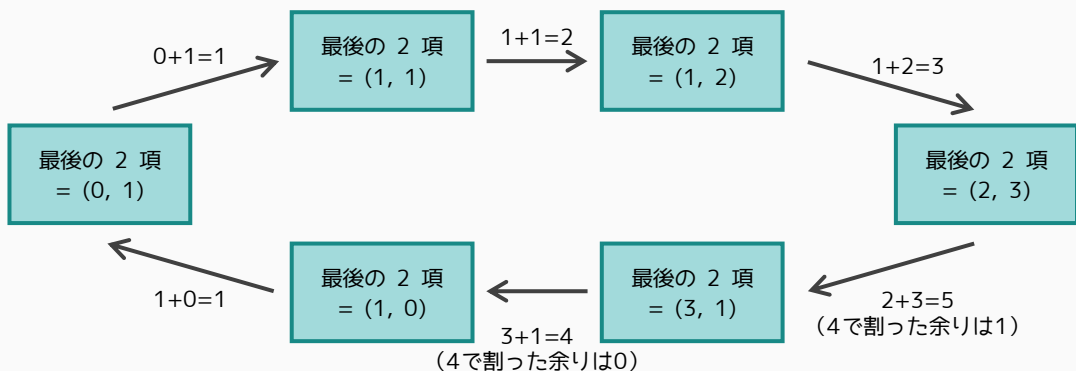 0+1=1
最後の 2 項
= (1, 1)
1+1=2
最後の 2 項
= (1, 2)
1+2=3
最後の 2 項
= (0, 1)
最後の 2 項
= (2, 3)
1+0=1
最後の 2 項
= (1, 0)
3+1=4
（4で割った余りは0）
最後の 2 項
= (3, 1)
2+3=5
（4で割った余りは1）